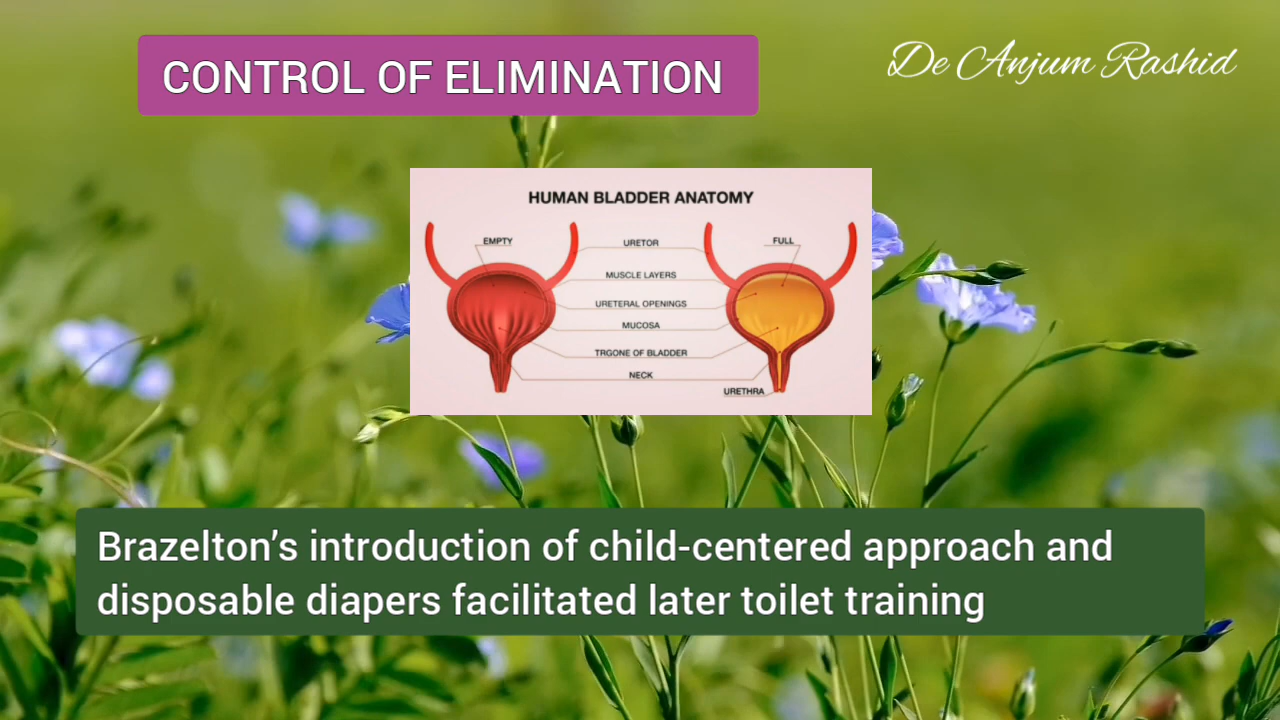 CONTROL OF ELIMINATION
De Anjum Rashid
HUMAN BLADDER ANATOMY
EMPTY
URETOR
FULL
MUSCLE LAYERS
URETERAL OPENINGS
MUCOSA
TRGONE OF BLADDER
NECK
URETHRA
Brazelton's introduction of child-centered approach and
disposable diapers facilitated later toilet training